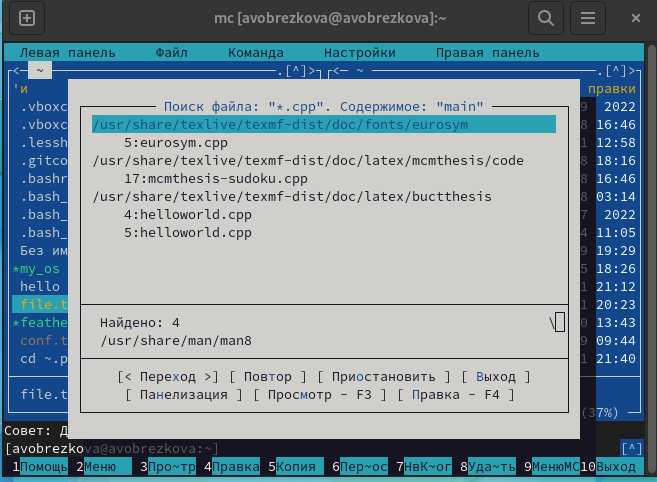 mc [avobrezkova@avobrezkova]:~
Левая панель Файл Команда Настройки Правая панель
<— ~ .[^]> <— ~ .[^]>
'и правки
.vboxc 9 2022
.vboxc 8 16:46
.lessh 1 12:58
.gitco 8 18:16
.bashr 8 16:46
.bash_ 8 03:14
.bash_ 7 2022
.bash_ 4 11:05
Без им 9 19:29
*my_os 5 18:26
hello 1 21:12
file.t 1 20:23
*feathe 0 13:43
conf.t 9 09:44
cd ~.p 1 21:40
file.t (37%)
Поиск файла: "*.cpp". Содержимое: "main"
/usr/share/texlive/texmf-dist/doc/fonts/eurosym
5:eurosym.cpp
/usr/share/texlive/texmf-dist/doc/latex/mcmthesis/code
17:mcmthesis-sudoku.cpp
/usr/share/texlive/texmf-dist/doc/latex/buctthesis
4:helloworld.cpp
5:helloworld.cpp
Найдено: 4 \
/usr/share/man/man8
[< Переход >] [ Повтор ] [ Приостановить ] [ Выход ]
[ Панелизация ] [ Просмотр - F3 ] [ Правка - F4 ]
Совет: Д
[avobrezkova@avobrezkova:~] [^]
1Помощь 2Меню 3Про~тр 4Правка 5Копия 6Пер~ос 7НвК~ог 8Уда~ть 9МенюМС 10Выход